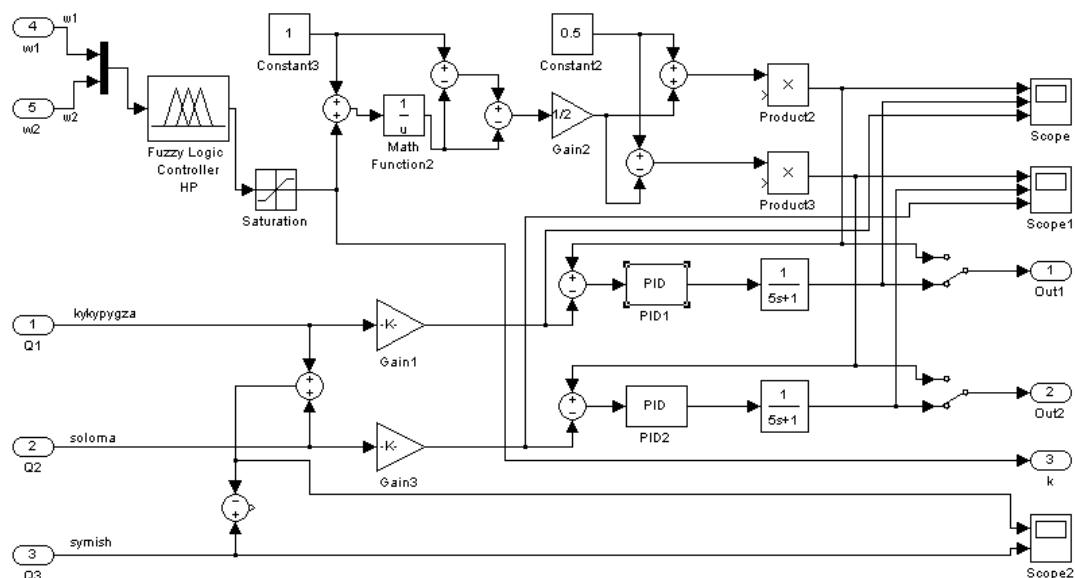 4
w1
w1
5
w2
w2
Fuzzy Logic
Controller
HP
Saturation
1
Constant3
+
+
1
u
Math
Function2
+
−
+
−
1/2
Gain2
0.5
Constant2
+
+
+
−
×
Product2
×
Product3
Scope
Scope1
1
Q1
kykypygza
-K-
Gain1
+
−
PID
PID1
1
5s+1
1
Out1
+
+
2
Q2
soloma
-K-
Gain3
+
−
PID
PID2
1
5s+1
2
Out2
3
k
−
+
3
Q3
symish
Scope2